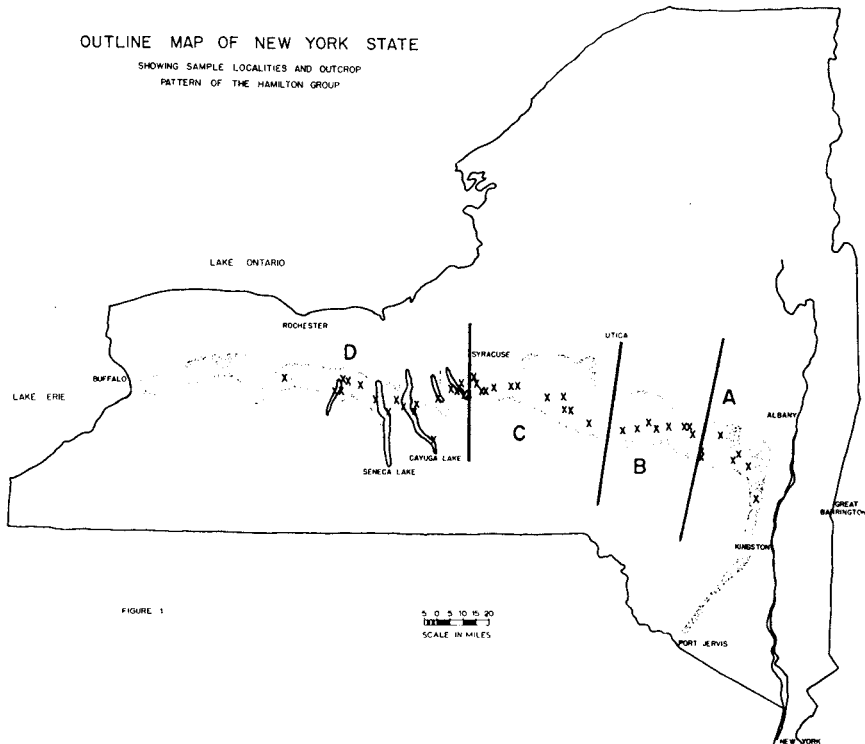 OUTLINE MAP OF NEW YORK STATE
SHOWING SAMPLE LOCALITIES AND OUTCROP
PATTERN OF THE HAMILTON GROUP
LAKE ONTARIO
ROCHESTER
UTICA
D
SYRACUSE
BUFFALO
LAKE ERIE
A
ALBANY
C
CAYUGA LAKE
B
SENECA LAKE
GREAT
BARRINGTON
KINGSTON
FIGURE 1
5 0 5 10 15 20
SCALE IN MILES
PORT JERVIS
NEW YORK